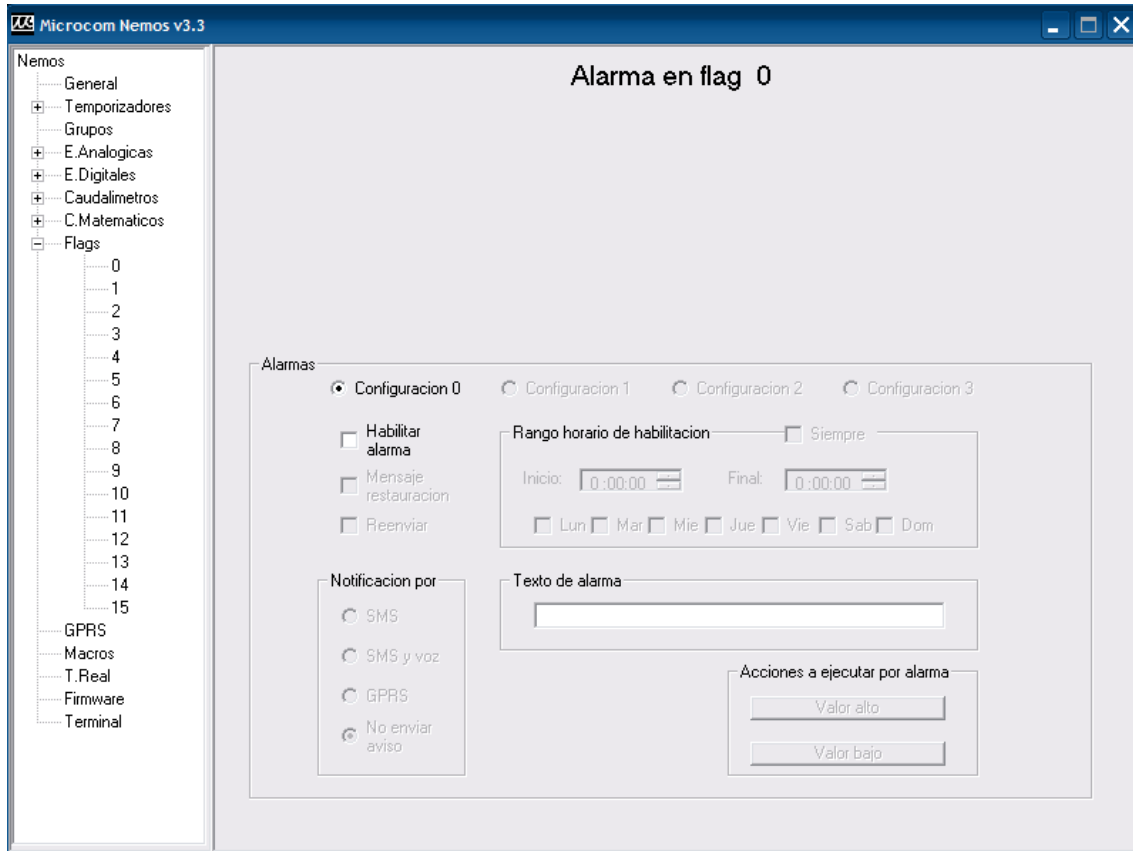 Microcom Nemos v3.3
Nemos
General
Temporizadores
Grupos
E.Analogicas
E.Digitales
Caudalimetros
C.Matematicos
Flags
0
1
2
3
4
5
6
7
8
9
10
11
12
13
14
15
GPRS
Macros
T.Real
Firmware
Terminal
Alarma en flag 0
Alarmas
Configuracion 0 Configuracion 1 Configuracion 2 Configuracion 3
Habilitar
alarma
Mensaje
restauracion
Reenviar
Rango horario de habilitacion Siempre
Inicio: 0:00:00 Final: 0:00:00
Lun Mar Mie Jue Vie Sab Dom
Notificacion por
SMS
SMS y voz
GPRS
No enviar
aviso
Texto de alarma
Acciones a ejecutar por alarma
Valor alto
Valor bajo